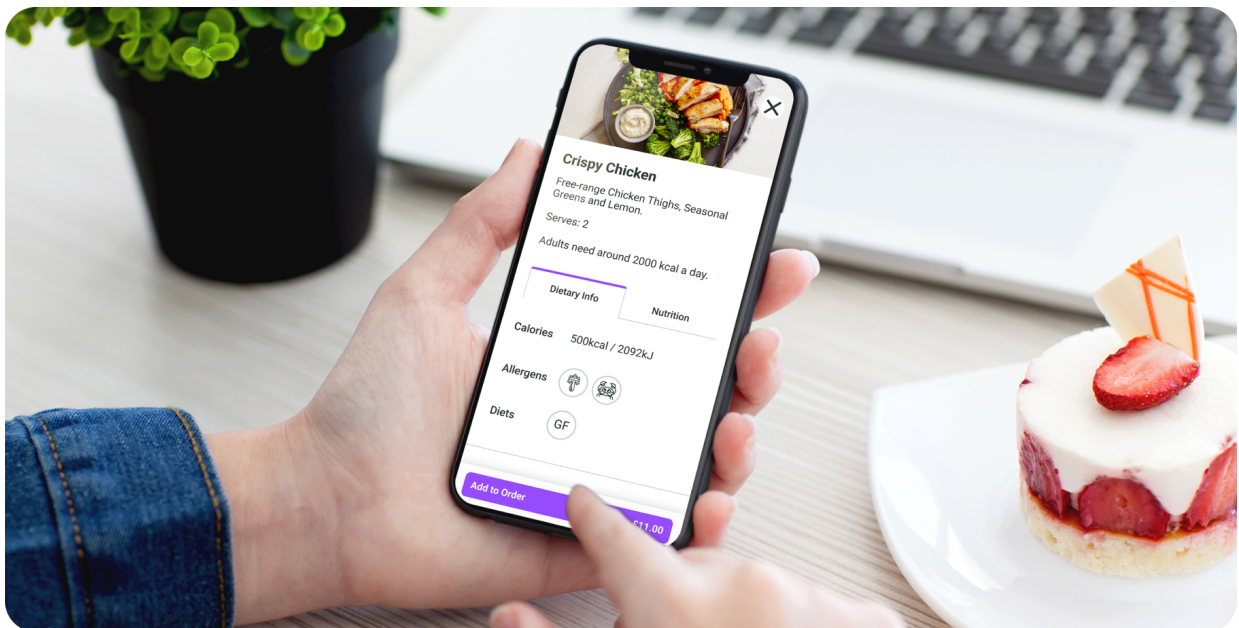 Crispy Chicken
Free-range Chicken Thighs, Seasonal
Greens and Lemon.
Serves: 2
Adults need around 2000 kcal a day.
Dietary Info
Nutrition
Calories
500kcal / 2092kJ
Allergens
Diets
GF
Add to Order
£11.00